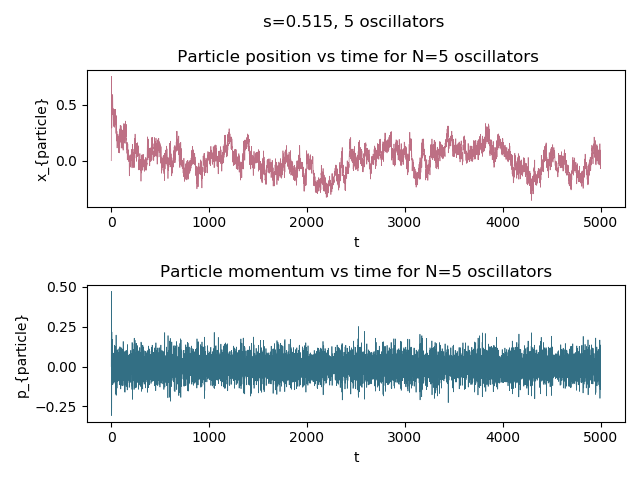 s=0.515, 5 oscillators
Particle position vs time for N=5 oscillators
x_{particle}
0.5
0.0
0
1000
2000
3000
4000
5000
t
Particle momentum vs time for N=5 oscillators
p_{particle}
0.50
0.25
0.00
−0.25
0
1000
2000
3000
4000
5000
t